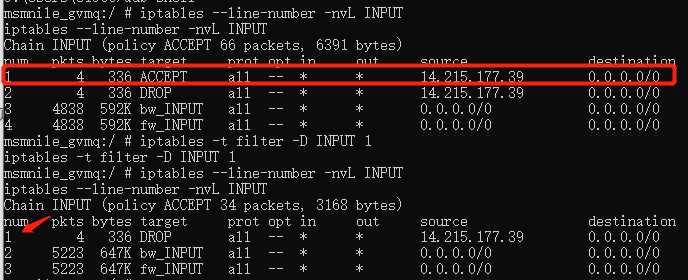 msmnile_gvmq:/ # iptables --line-number -nvL INPUT
iptables --line-number -nvL INPUT
Chain INPUT (policy ACCEPT 66 packets, 6391 bytes)
num pkts bytes target prot opt in out source destination
1 4 336 ACCEPT all -- * * 14.215.177.39 0.0.0.0/0
2 4 336 DROP all -- * * 14.215.177.39 0.0.0.0/0
3 4838 592K bw_INPUT all -- * * 0.0.0.0/0 0.0.0.0/0
4 4838 592K fw_INPUT all -- * * 0.0.0.0/0 0.0.0.0/0
msmnile_gvmq:/ # iptables -t filter -D INPUT 1
iptables -t filter -D INPUT 1
msmnile_gvmq:/ # iptables --line-number -nvL INPUT
iptables --line-number -nvL INPUT
Chain INPUT (policy ACCEPT 34 packets, 3168 bytes)
num pkts bytes target prot opt in out source destination
1 4 336 DROP all -- * * 14.215.177.39 0.0.0.0/0
2 5223 647K bw_INPUT all -- * * 0.0.0.0/0 0.0.0.0/0
3 5223 647K fw_INPUT all -- * * 0.0.0.0/0 0.0.0.0/0